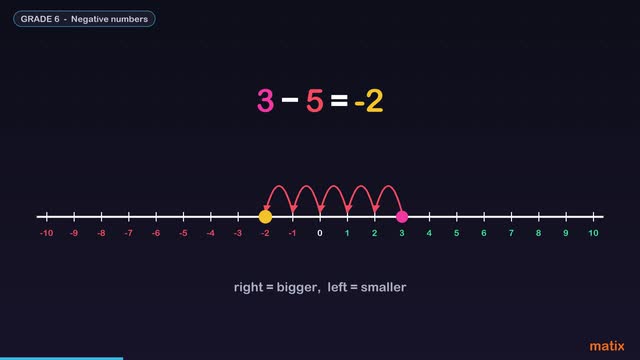 GRADE 6 - Negative numbers
3 – 5 = -2
-10 -9 -8 -7 -6 -5 -4 -3 -2 -1 0 1 2 3 4 5 6 7 8 9 10
right = bigger, left = smaller
matix